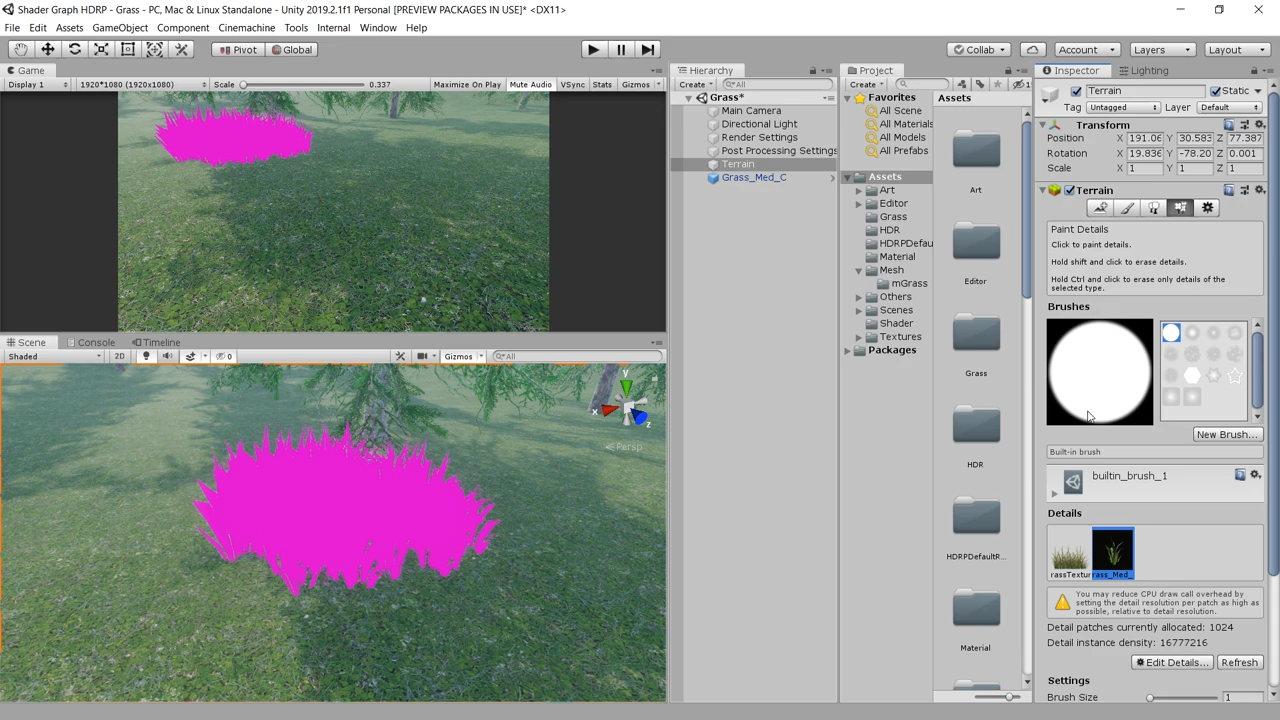 Shader Graph HDRP - Grass - PC, Mac & Linux Standalone - Unity 2019.2.1f1 Personal [PREVIEW PACKAGES IN USE]* <DX11>
File Edit Assets GameObject Component Cinemachine Tools Internal Window Help
Pivot Global Collab Account Layers Layout
Game
Display 1 1920*1080 (1920x1080) Scale 0.337 Maximize On Play Mute Audio VSync Stats Gizmos
Scene Console Timeline
Shaded 2D 0 Gizmos All
y
x
z
Persp
Hierarchy
Create All
Grass*
Main Camera
Directional Light
Render Settings
Post Processing Settings
Terrain
Grass_Med_C
Project
Create 1
Favorites
All Scene
All Materials
All Models
All Prefabs
Assets
Art
Editor
Grass
HDR
HDRPDefau
Material
Mesh
mGrass
Others
Scenes
Shader
Textures
Packages
Assets
Art
Editor
Grass
HDR
HDRPDefaultR...
Material
Inspector Lighting
Terrain Static
Tag Untagged Layer Default
Transform
Position X 191.06 Y 30.583 Z 77.387
Rotation X 19.836 Y -78.20 Z 0.001
Scale X 1 Y 1 Z 1
Terrain
Paint Details
Click to paint details.
Hold shift and click to erase details.
Hold Ctrl and click to erase only details of the
selected type.
Brushes
New Brush...
Built-in brush
builtin_brush_1
Details
rassTextur rass_Med_
You may reduce CPU draw call overhead by
setting the detail resolution per patch as high as
possible, relative to detail resolution.
Detail patches currently allocated: 1024
Detail instance density: 16777216
Edit Details... Refresh
Settings
Brush Size 1